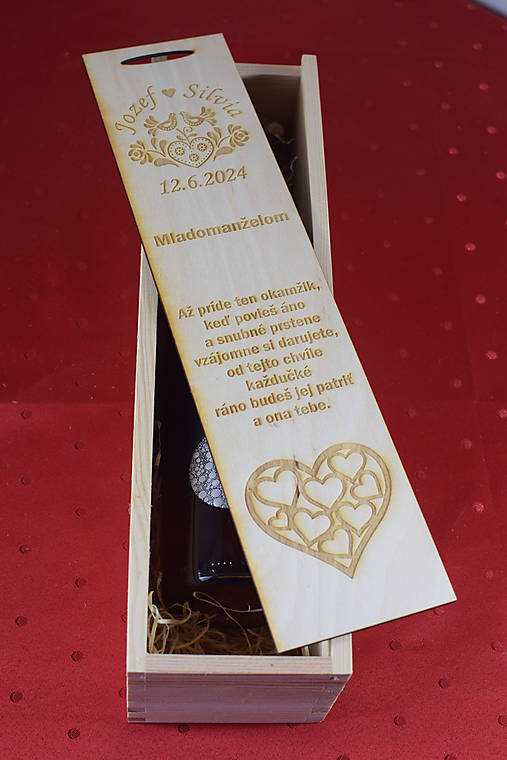 Jozef Silvia
12.6.2024
Mladomanželom
Až príde ten okamžik,
keď povieš áno
a snubné prstene
vzájomne si darujete,
od tejto chvíle
každučké
ráno budeš jej patriť
a ona tebe.